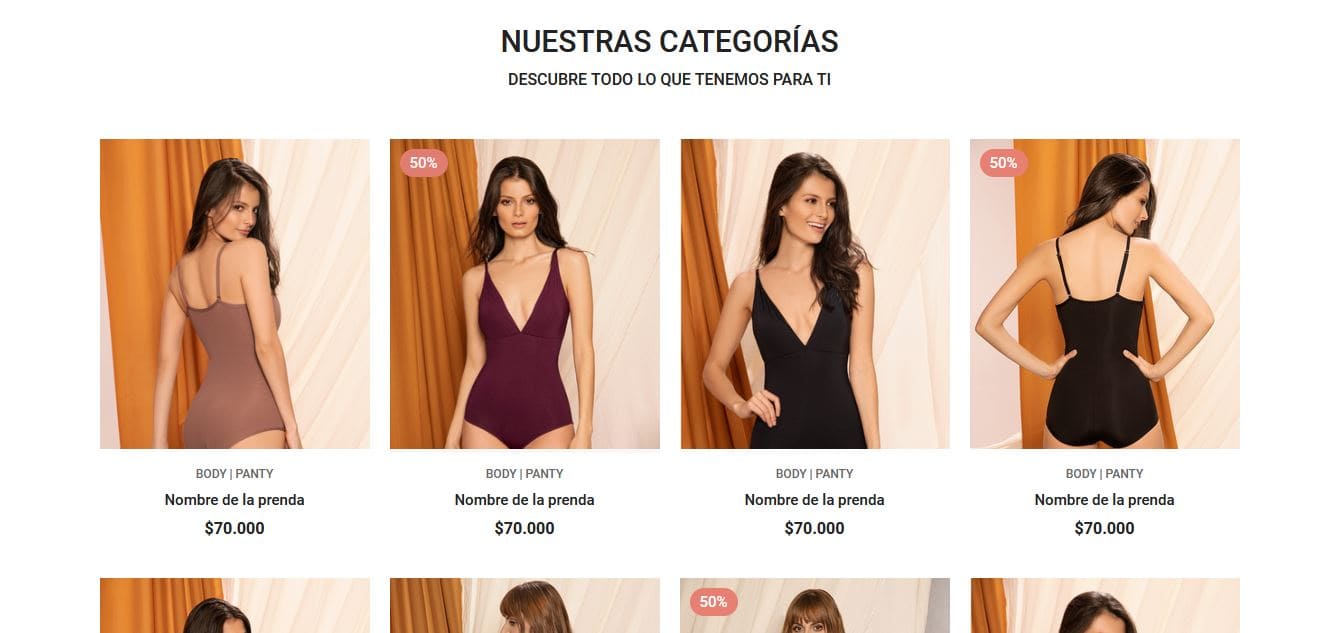 NUESTRAS CATEGORÍAS
DESCUBRE TODO LO QUE TENEMOS PARA TI
50%
50%
BODY | PANTY
BODY | PANTY
BODY | PANTY
BODY | PANTY
Nombre de la prenda
Nombre de la prenda
Nombre de la prenda
Nombre de la prenda
$70.000
$70.000
$70.000
$70.000
50%